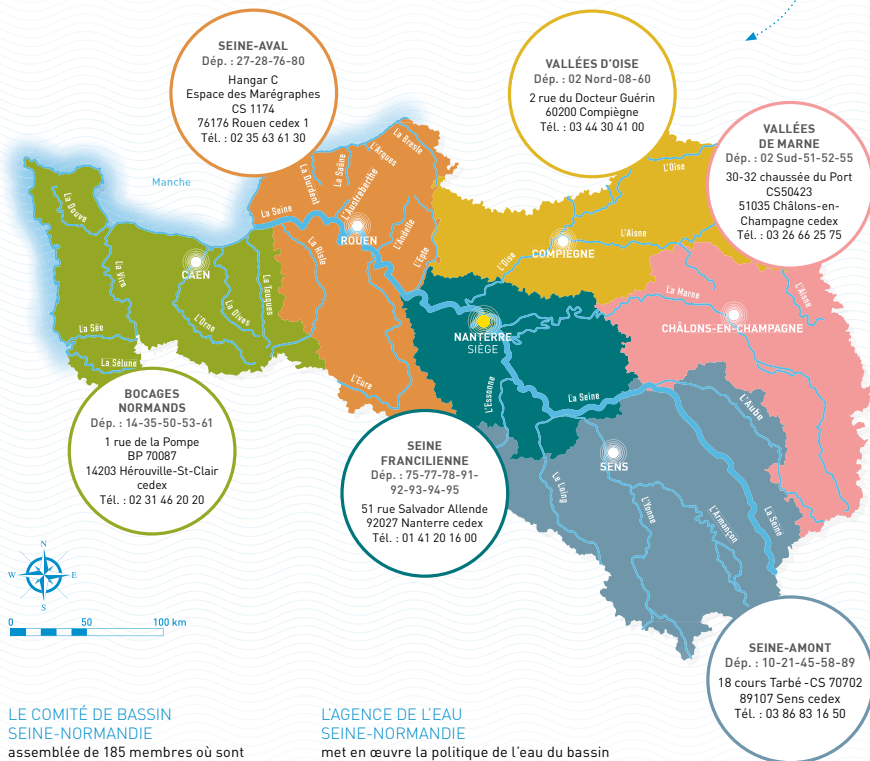 SEINE-AVAL
Dép. : 27-28-76-80
Hangar C
Espace des Marégraphes
CS 1174
76176 Rouen cedex 1
Tél. : 02 35 63 61 30
VALLÉES D'OISE
Dép. : 02 Nord-08-60
2 rue du Docteur Guérin
60200 Compiègne
Tél. : 03 44 30 41 00
VALLÉES
DE MARNE
Dép. : 02 Sud-51-52-55
30-32 chaussée du Port
CS50423
51035 Châlons-en-
Champagne cedex
Tél. : 03 26 66 25 75
Manche
La Douve
La Vire
CAEN
L'Orne
La Dives
La Touques
La Sée
La Sélune
La Seine
La Durdent
La Saâne
L'Austreberthe
L'Arques
La Bresle
ROUEN
La Risle
L'Andelle
L'Epte
L'Eure
L'Oise
L'Oise
L'Aisne
COMPIÈGNE
La Marne
L'Aisne
CHÂLONS-EN-CHAMPAGNE
NANTERRE
SIÈGE
L'Essonne
La Seine
L'Aube
SENS
Le Loing
L'Yonne
L'Armançon
La Seine
BOCAGES
NORMANDS
Dép. : 14-35-50-53-61
1 rue de la Pompe
BP 70087
14203 Hérouville-St-Clair
cedex
Tél. : 02 31 46 20 20
SEINE
FRANCILIENNE
Dép. : 75-77-78-91-
92-93-94-95
51 rue Salvador Allende
92027 Nanterre cedex
Tél. : 01 41 20 16 00
SEINE-AMONT
Dép. : 10-21-45-58-89
18 cours Tarbé -CS 70702
89107 Sens cedex
Tél. : 03 86 83 16 50
N
W E
S
0 50 100 km
LE COMITÉ DE BASSIN
SEINE-NORMANDIE
assemblée de 185 membres où sont
L'AGENCE DE L'EAU
SEINE-NORMANDIE
met en œuvre la politique de l'eau du bassin